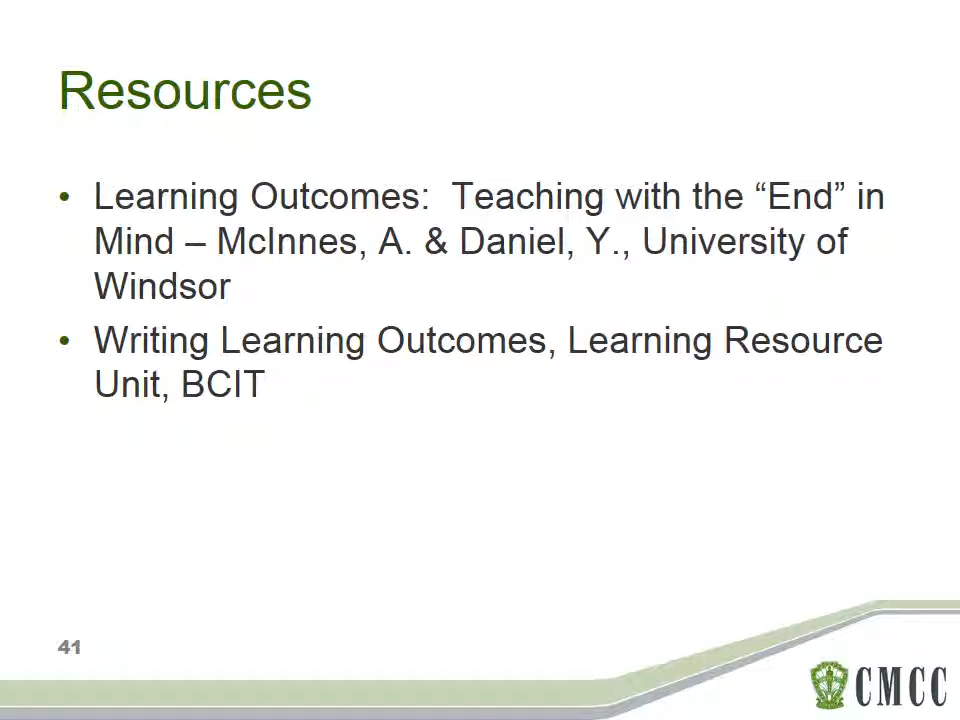 Resources
• Learning Outcomes:  Teaching with the “End” in
Mind – McInnes, A. & Daniel, Y., University of
Windsor
• Writing Learning Outcomes, Learning Resource
Unit, BCIT
41
CMCC